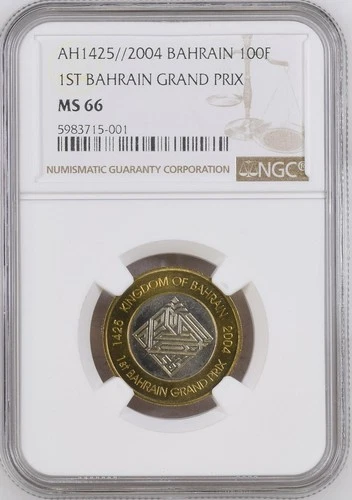 AH1425//2004 BAHRAIN 100F
1ST BAHRAIN GRAND PRIX
MS 66
5983715-001
NUMISMATIC GUARANTY CORPORATION
NGC®
KINGDOM OF BAHRAIN
1425
2004
1st BAHRAIN GRAND PRIX